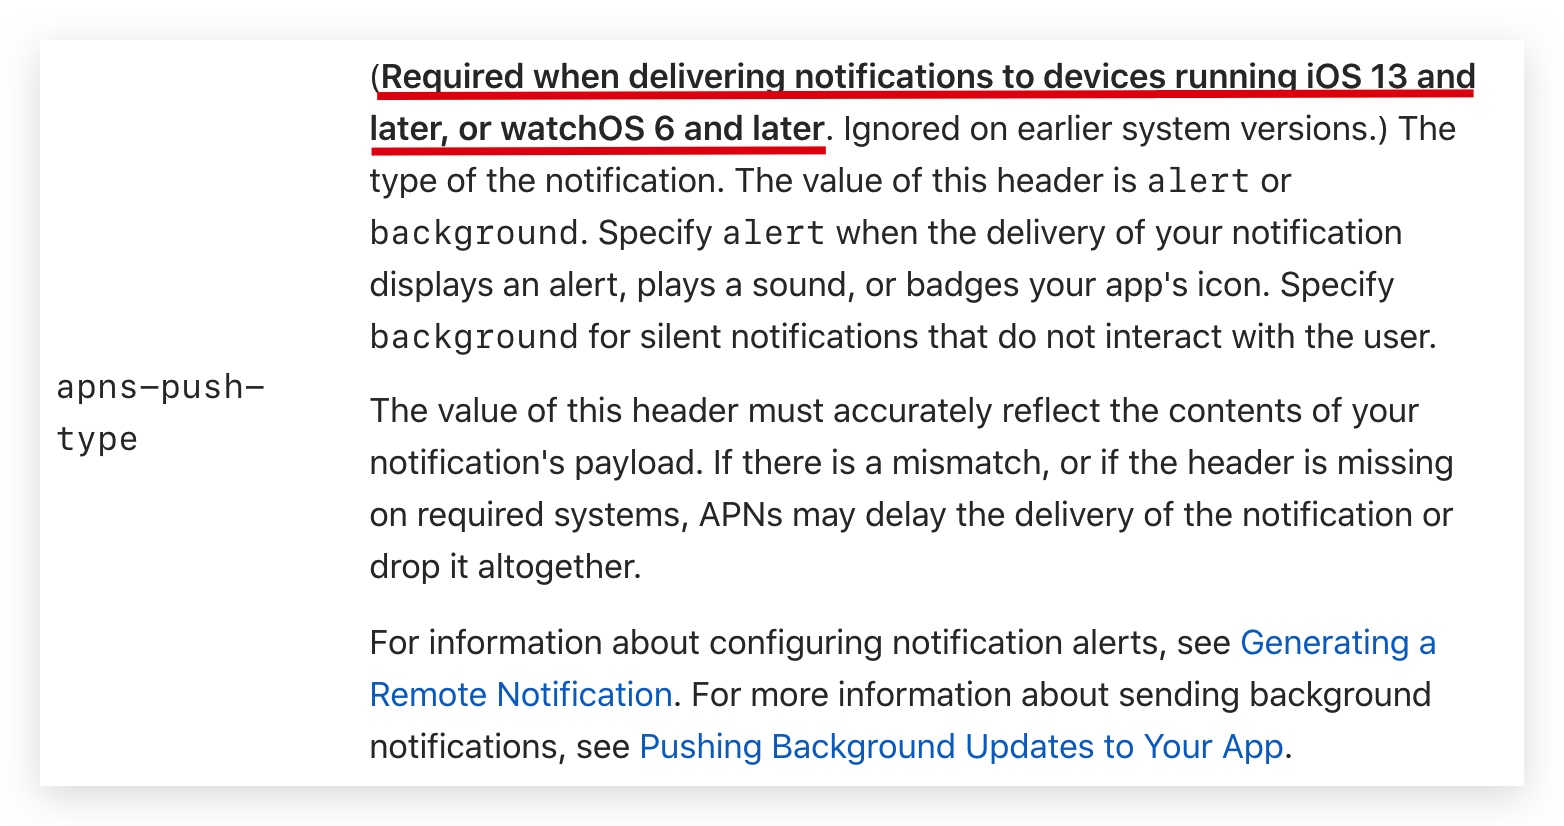 (Required when delivering notifications to devices running iOS 13 and
later, or watchOS 6 and later. Ignored on earlier system versions.) The
type of the notification. The value of this header is alert or
background. Specify alert when the delivery of your notification
displays an alert, plays a sound, or badges your app's icon. Specify
background for silent notifications that do not interact with the user.
apns-push-
type
The value of this header must accurately reflect the contents of your
notification's payload. If there is a mismatch, or if the header is missing
on required systems, APNs may delay the delivery of the notification or
drop it altogether.
For information about configuring notification alerts, see Generating a
Remote Notification. For more information about sending background
notifications, see Pushing Background Updates to Your App.